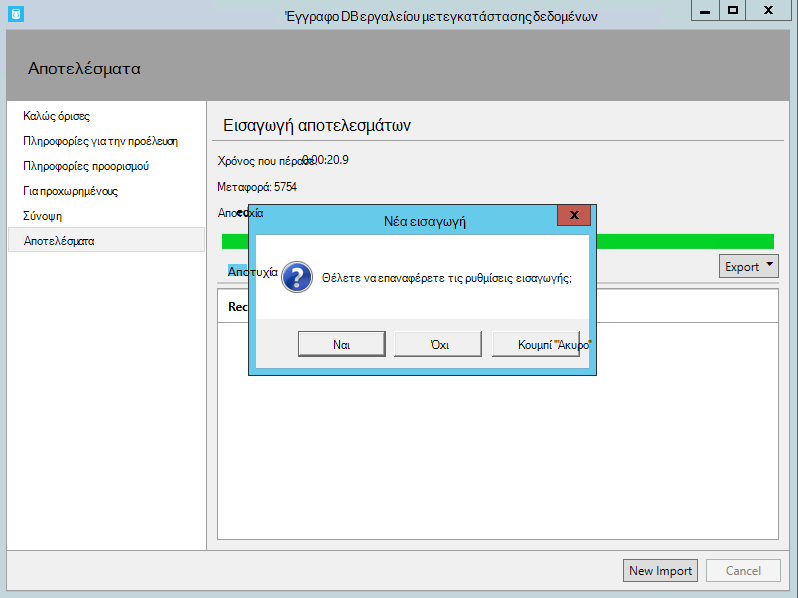 Έγγραφο DB εργαλείου μετεγκατάστασης δεδομένων
Αποτελέσματα
Καλώς όρισες
Πληροφορίες για την προέλευση
Πληροφορίες προορισμού
Για προχωρημένους
Σύνοψη
Αποτελέσματα
Εισαγωγή αποτελεσμάτων
Χρόνος που πέρασε: 0:00:20.9
Μεταφορά: 5754
Αποτυχία
Νέα εισαγωγή
Αποτυχία
Θέλετε να επαναφέρετε τις ρυθμίσεις εισαγωγής;
Export
Rec
Ναι
Όχι
Κουμπί "Άκυρο"
New Import
Cancel